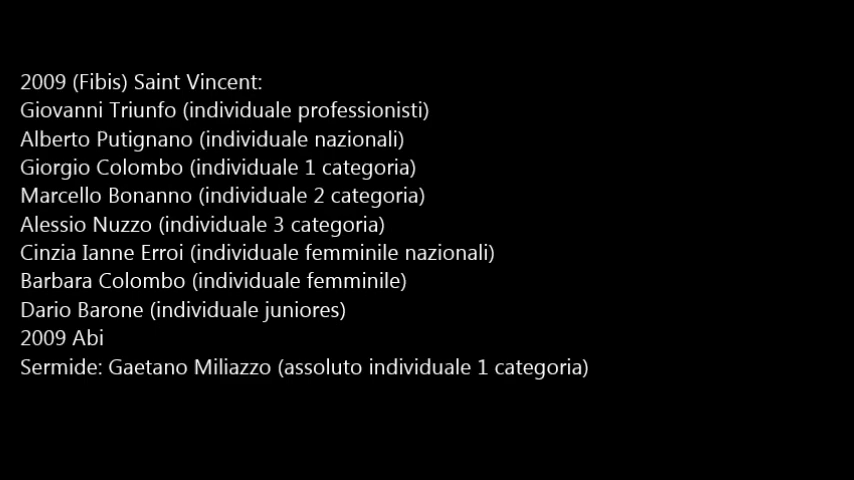 2009 (Fibis) Saint Vincent:
Giovanni Triunfo (individuale professionisti)
Alberto Putignano (individuale nazionali)
Giorgio Colombo (individuale 1 categoria)
Marcello Bonanno (individuale 2 categoria)
Alessio Nuzzo (individuale 3 categoria)
Cinzia Ianne Erroi (individuale femminile nazionali)
Barbara Colombo (individuale femminile)
Dario Barone (individuale juniores)
2009 Abi
Sermide: Gaetano Miliazzo (assoluto individuale 1 categoria)